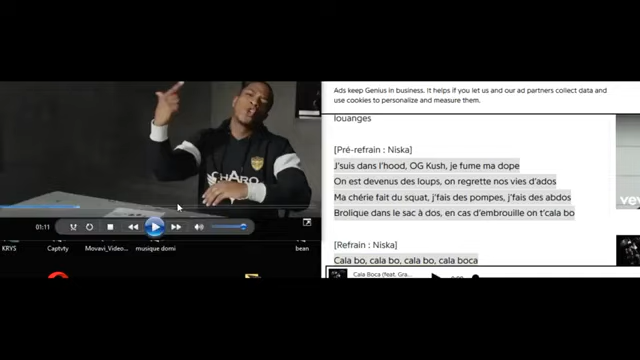 Ads keep Genius in business. It helps if you let us and our ad partners collect data and
use cookies to personalize and measure them.
louanges
[Pré-refrain : Niska]
J'suis dans l'hood, OG Kush, je fume ma dope
On est devenus des loups, on regrette nos vies d'ados
Ma chérie fait du squat, j'fais des pompes, j'fais des abdos
Brolique dans le sac à dos, en cas d'embrouille on t'cala bo
[Refrain : Niska]
Cala bo, cala bo, cala bo, cala boca
Cala Boca (feat. Gra...
CHARO
01:11
KRYS
Captvty
Movavi_Video...
musique domi
bean